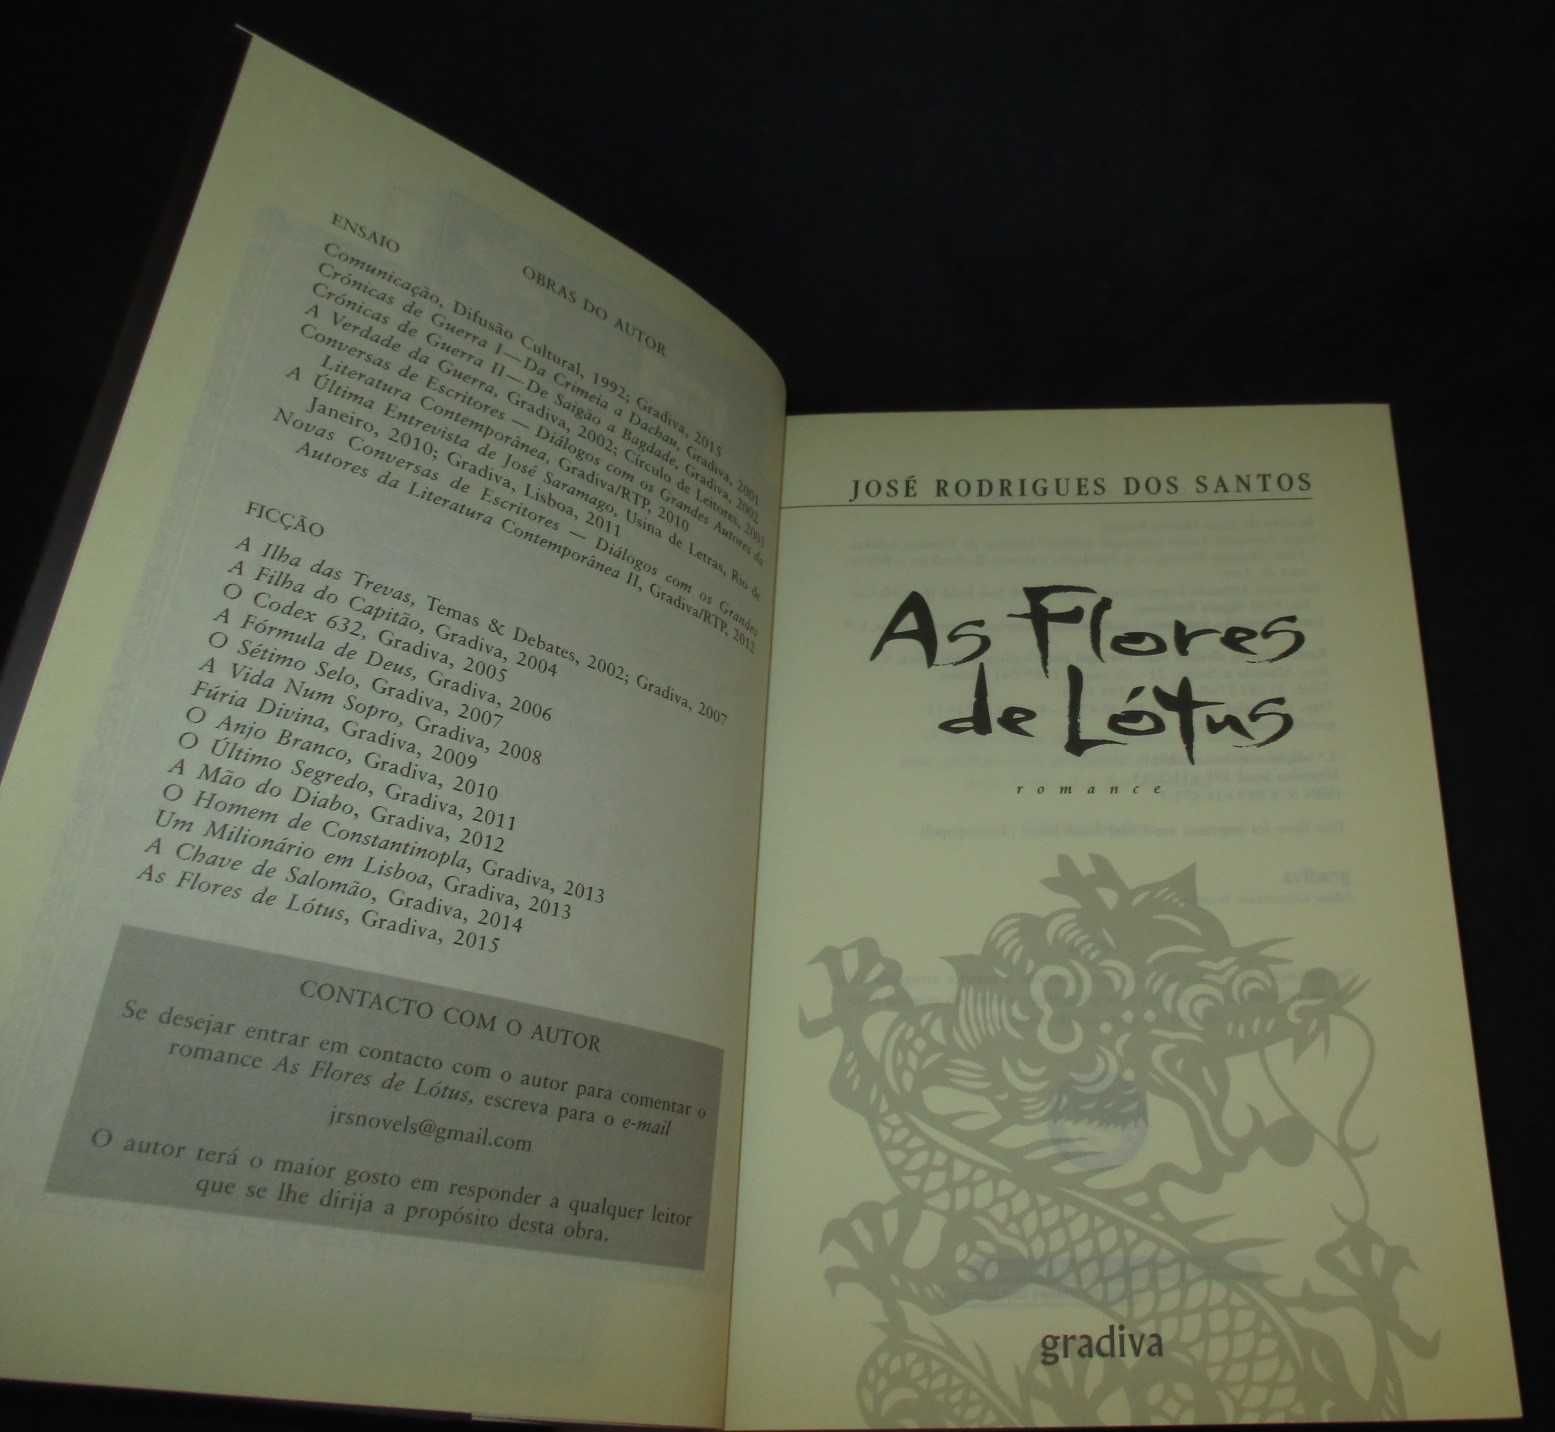 OBRAS DO AUTOR
ENSAIO
Comunicação, Difusão Cultural, 1992; Gradiva, 2015
Crónicas de Guerra I — Da Crimeia a Dachau, Gradiva, 2001
Crónicas de Guerra II — De Saigão a Bagdade, Gradiva, 2002
A Verdade da Guerra, Gradiva, 2002; Círculo de Leitores, 2003
Conversas de Escritores — Diálogos com os Grandes Autores da
Literatura Contemporânea, Gradiva/RTP, 2010
A Última Entrevista de José Saramago, Usina de Letras, Rio de
Janeiro, 2010; Gradiva, Lisboa, 2011
Novas Conversas de Escritores — Diálogos com os Grandes
Autores da Literatura Contemporânea II, Gradiva/RTP, 2012
FICÇÃO
A Ilha das Trevas, Temas & Debates, 2002; Gradiva, 2007
A Filha do Capitão, Gradiva, 2004
O Codex 632, Gradiva, 2005
A Fórmula de Deus, Gradiva, 2006
O Sétimo Selo, Gradiva, 2007
A Vida Num Sopro, Gradiva, 2008
Fúria Divina, Gradiva, 2009
O Anjo Branco, Gradiva, 2010
O Último Segredo, Gradiva, 2011
A Mão do Diabo, Gradiva, 2012
O Homem de Constantinopla, Gradiva, 2013
Um Milionário em Lisboa, Gradiva, 2013
A Chave de Salomão, Gradiva, 2014
As Flores de Lótus, Gradiva, 2015
CONTACTO COM O AUTOR
Se desejar entrar em contacto com o autor para comentar o
romance As Flores de Lótus, escreva para o e-mail
jrsnovels@gmail.com
O autor terá o maior gosto em responder a qualquer leitor
que se lhe dirija a propósito desta obra.
JOSÉ RODRIGUES DOS SANTOS
As Flores
de Lótus
romance
gradiva